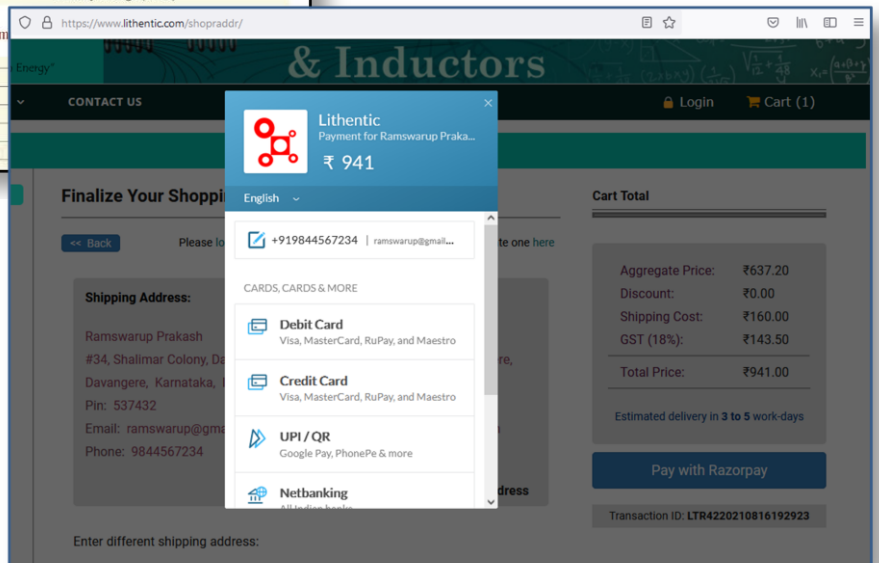 https://www.lithentic.com/shopraddr/
Energy"
& Inductors
CONTACT US
Login
Cart (1)
Lithentic
Payment for Ramswarup Praka...
₹ 941
English
Finalize Your Shoppi
Cart Total
<< Back
Please lo
te one here
+919844567234 | ramswarup@gmail...
CARDS, CARDS & MORE
Debit Card
Visa, MasterCard, RuPay, and Maestro
Credit Card
Visa, MasterCard, RuPay, and Maestro
UPI / QR
Google Pay, PhonePe & more
Netbanking
All Indian banks
Shipping Address:
Ramswarup Prakash
#34, Shalimar Colony, Da
re,
Davangere, Karnataka,
Pin: 537432
Email: ramswarup@gma
Phone: 9844567234
dress
Aggregate Price: ₹637.20
Discount: ₹0.00
Shipping Cost: ₹160.00
GST (18%): ₹143.50
Total Price: ₹941.00
Estimated delivery in 3 to 5 work-days
Pay with Razorpay
Transaction ID: LTR4220210816192923
Enter different shipping address: